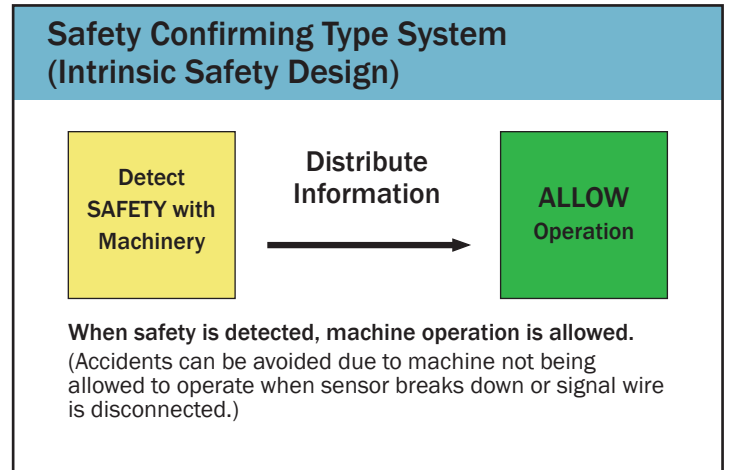 Safety Confirming Type System
(Intrinsic Safety Design)
Detect
SAFETY with
Machinery
Distribute
Information
ALLOW
Operation
When safety is detected, machine operation is allowed.
(Accidents can be avoided due to machine not being
allowed to operate when sensor breaks down or signal wire
is disconnected.)